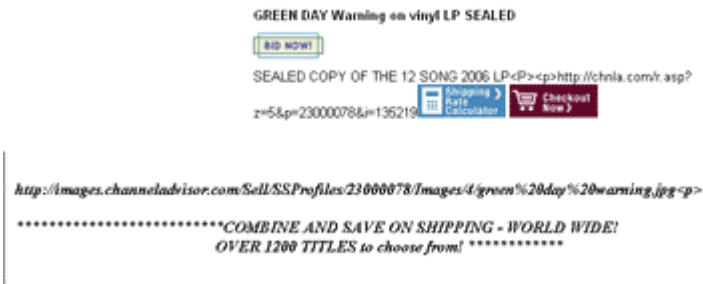 GREEN DAY Warning on vinyl LP SEALED
BID NOW!
SEALED COPY OF THE 12 SONG 2006 LP<P><p>http://chnla.com/r.asp?
z=5&p=23000078&i=135219 Shipping Rate Calculator Checkout Now
http://images.channeladvisor.com/Sell/SSProfiles/23000078/Images/4/green%20day%20warning.jpg<p>
**************************COMBINE AND SAVE ON SHIPPING - WORLD WIDE!
OVER 1200 TITLES to choose from! ************